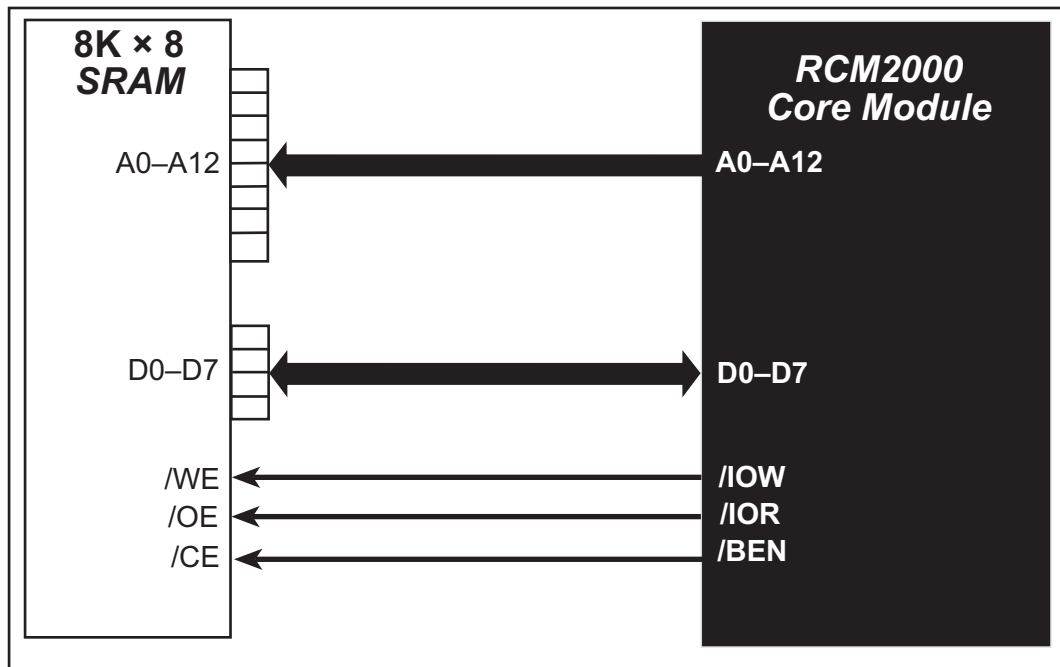 8K × 8
SRAM
A0–A12
D0–D7
/WE
/OE
/CE
RCM2000
Core Module
A0–A12
D0–D7
/IOW
/IOR
/BEN